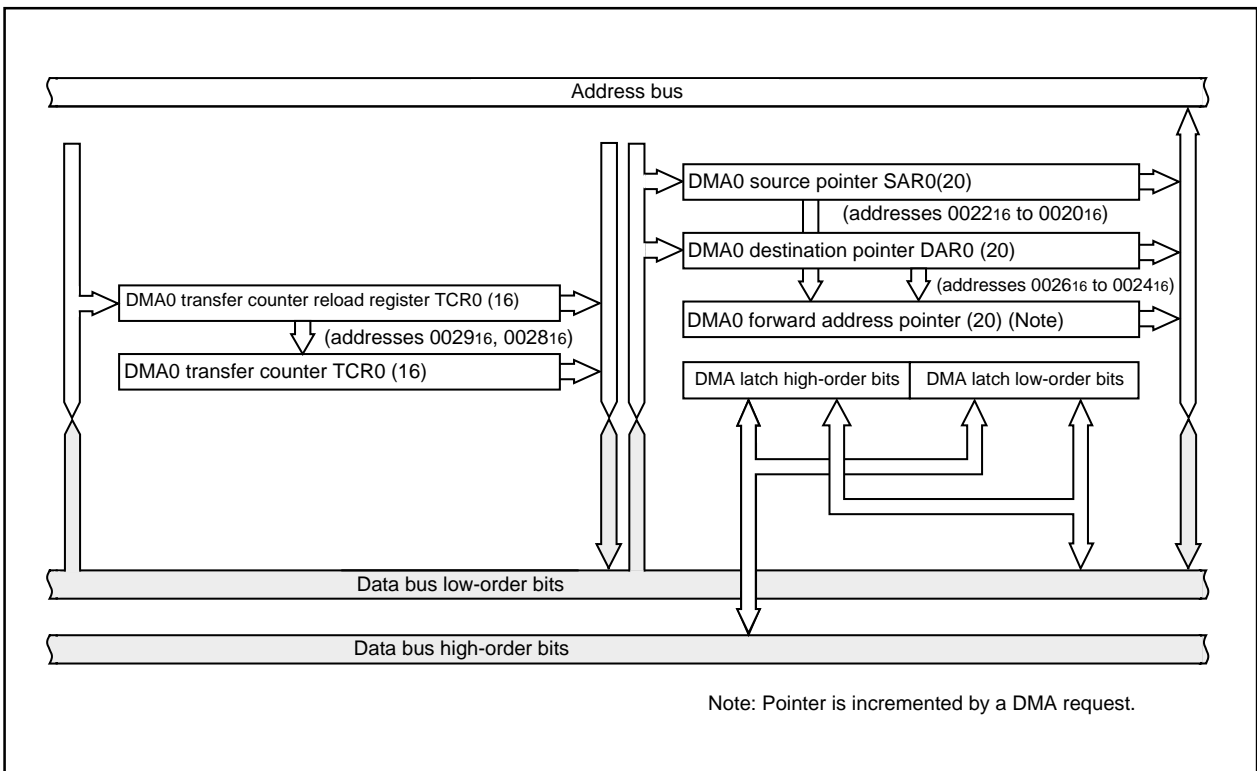 Address bus
DMA0 source pointer SAR0(20)
(addresses 0022₁₆ to 0020₁₆)
DMA0 destination pointer DAR0 (20)
(addresses 0026₁₆ to 0024₁₆)
DMA0 transfer counter reload register TCR0 (16)
DMA0 forward address pointer (20) (Note)
(addresses 0029₁₆, 0028₁₆)
DMA0 transfer counter TCR0 (16)
DMA latch high-order bits
DMA latch low-order bits
Data bus low-order bits
Data bus high-order bits
Note: Pointer is incremented by a DMA request.